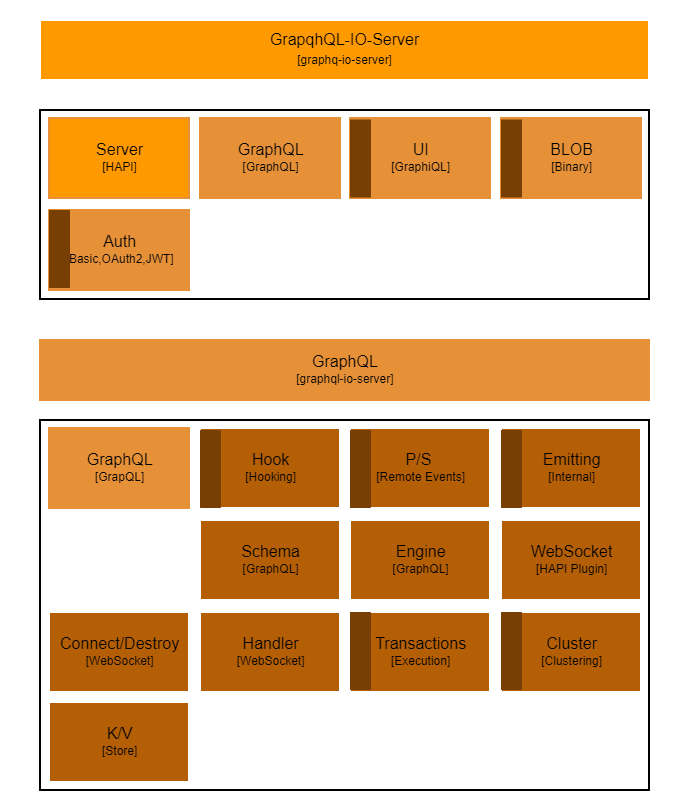 GrapqhQL-IO-Server
[graphq-io-server]
Server
[HAPI]
GraphQL
[GraphQL]
UI
[GraphiQL]
BLOB
[Binary]
Auth
Basic,OAuth2,JWT]
GraphQL
[graphql-io-server]
GraphQL
[GrapQL]
Hook
[Hooking]
P/S
[Remote Events]
Emitting
[Internal]
Schema
[GraphQL]
Engine
[GraphQL]
WebSocket
[HAPI Plugin]
Connect/Destroy
[WebSocket]
Handler
[WebSocket]
Transactions
[Execution]
Cluster
[Clustering]
K/V
[Store]